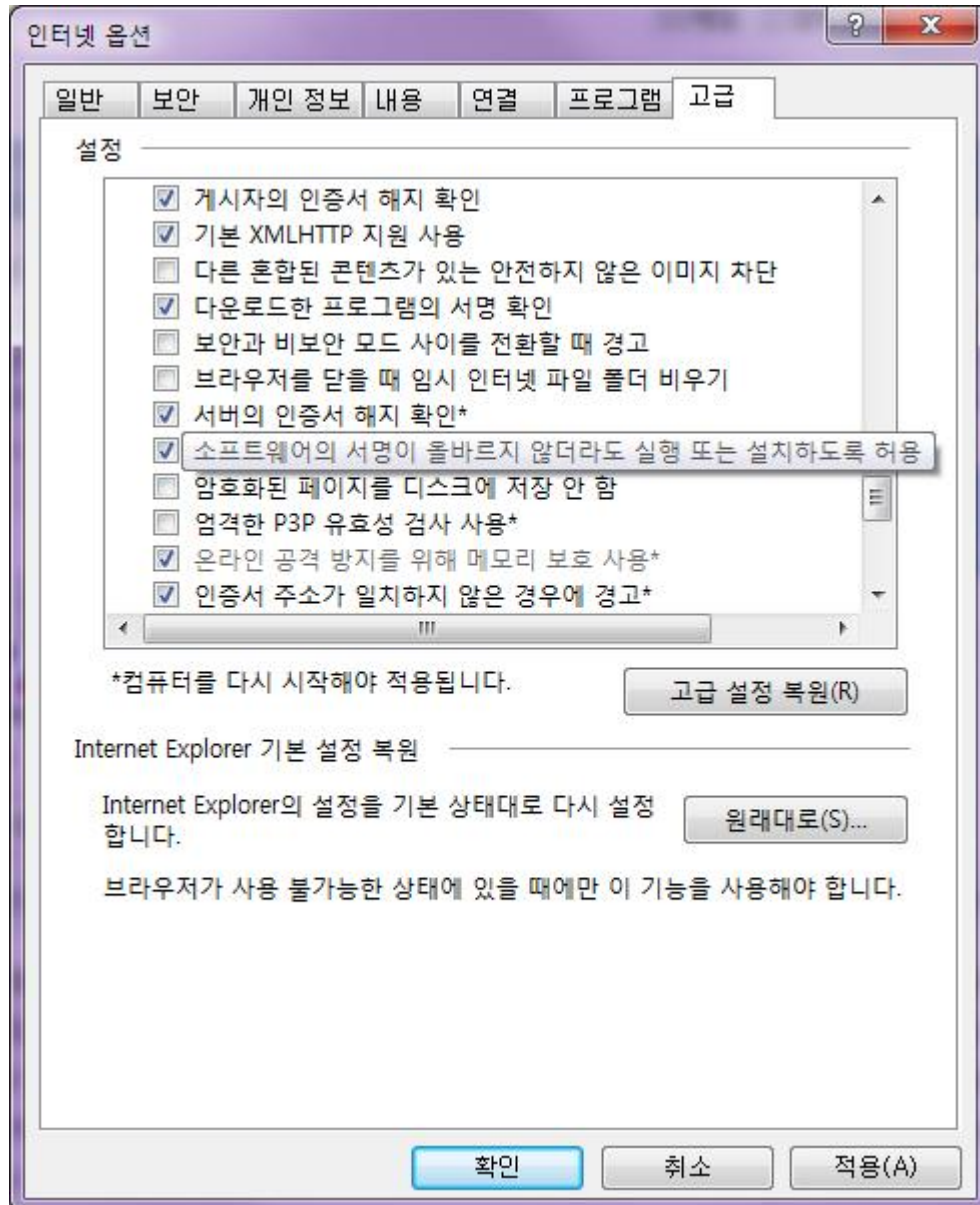 인터넷 옵션
일반
보안
개인 정보
내용
연결
프로그램
고급
설정
게시자의 인증서 해지 확인
기본 XMLHTTP 지원 사용
다른 혼합된 콘텐츠가 있는 안전하지 않은 이미지 차단
다운로드한 프로그램의 서명 확인
보안과 비보안 모드 사이를 전환할 때 경고
브라우저를 닫을 때 임시 인터넷 파일 폴더 비우기
서버의 인증서 해지 확인*
소프트웨어의 서명이 올바르지 않더라도 실행 또는 설치하도록 허용
암호화된 페이지를 디스크에 저장 안 함
엄격한 P3P 유효성 검사 사용*
온라인 공격 방지를 위해 메모리 보호 사용*
인증서 주소가 일치하지 않은 경우에 경고*
*컴퓨터를 다시 시작해야 적용됩니다.
고급 설정 복원(R)
Internet Explorer 기본 설정 복원
Internet Explorer의 설정을 기본 상태대로 다시 설정
합니다.
원래대로(S)...
브라우저가 사용 불가능한 상태에 있을 때에만 이 기능을 사용해야 합니다.
확인
취소
적용(A)